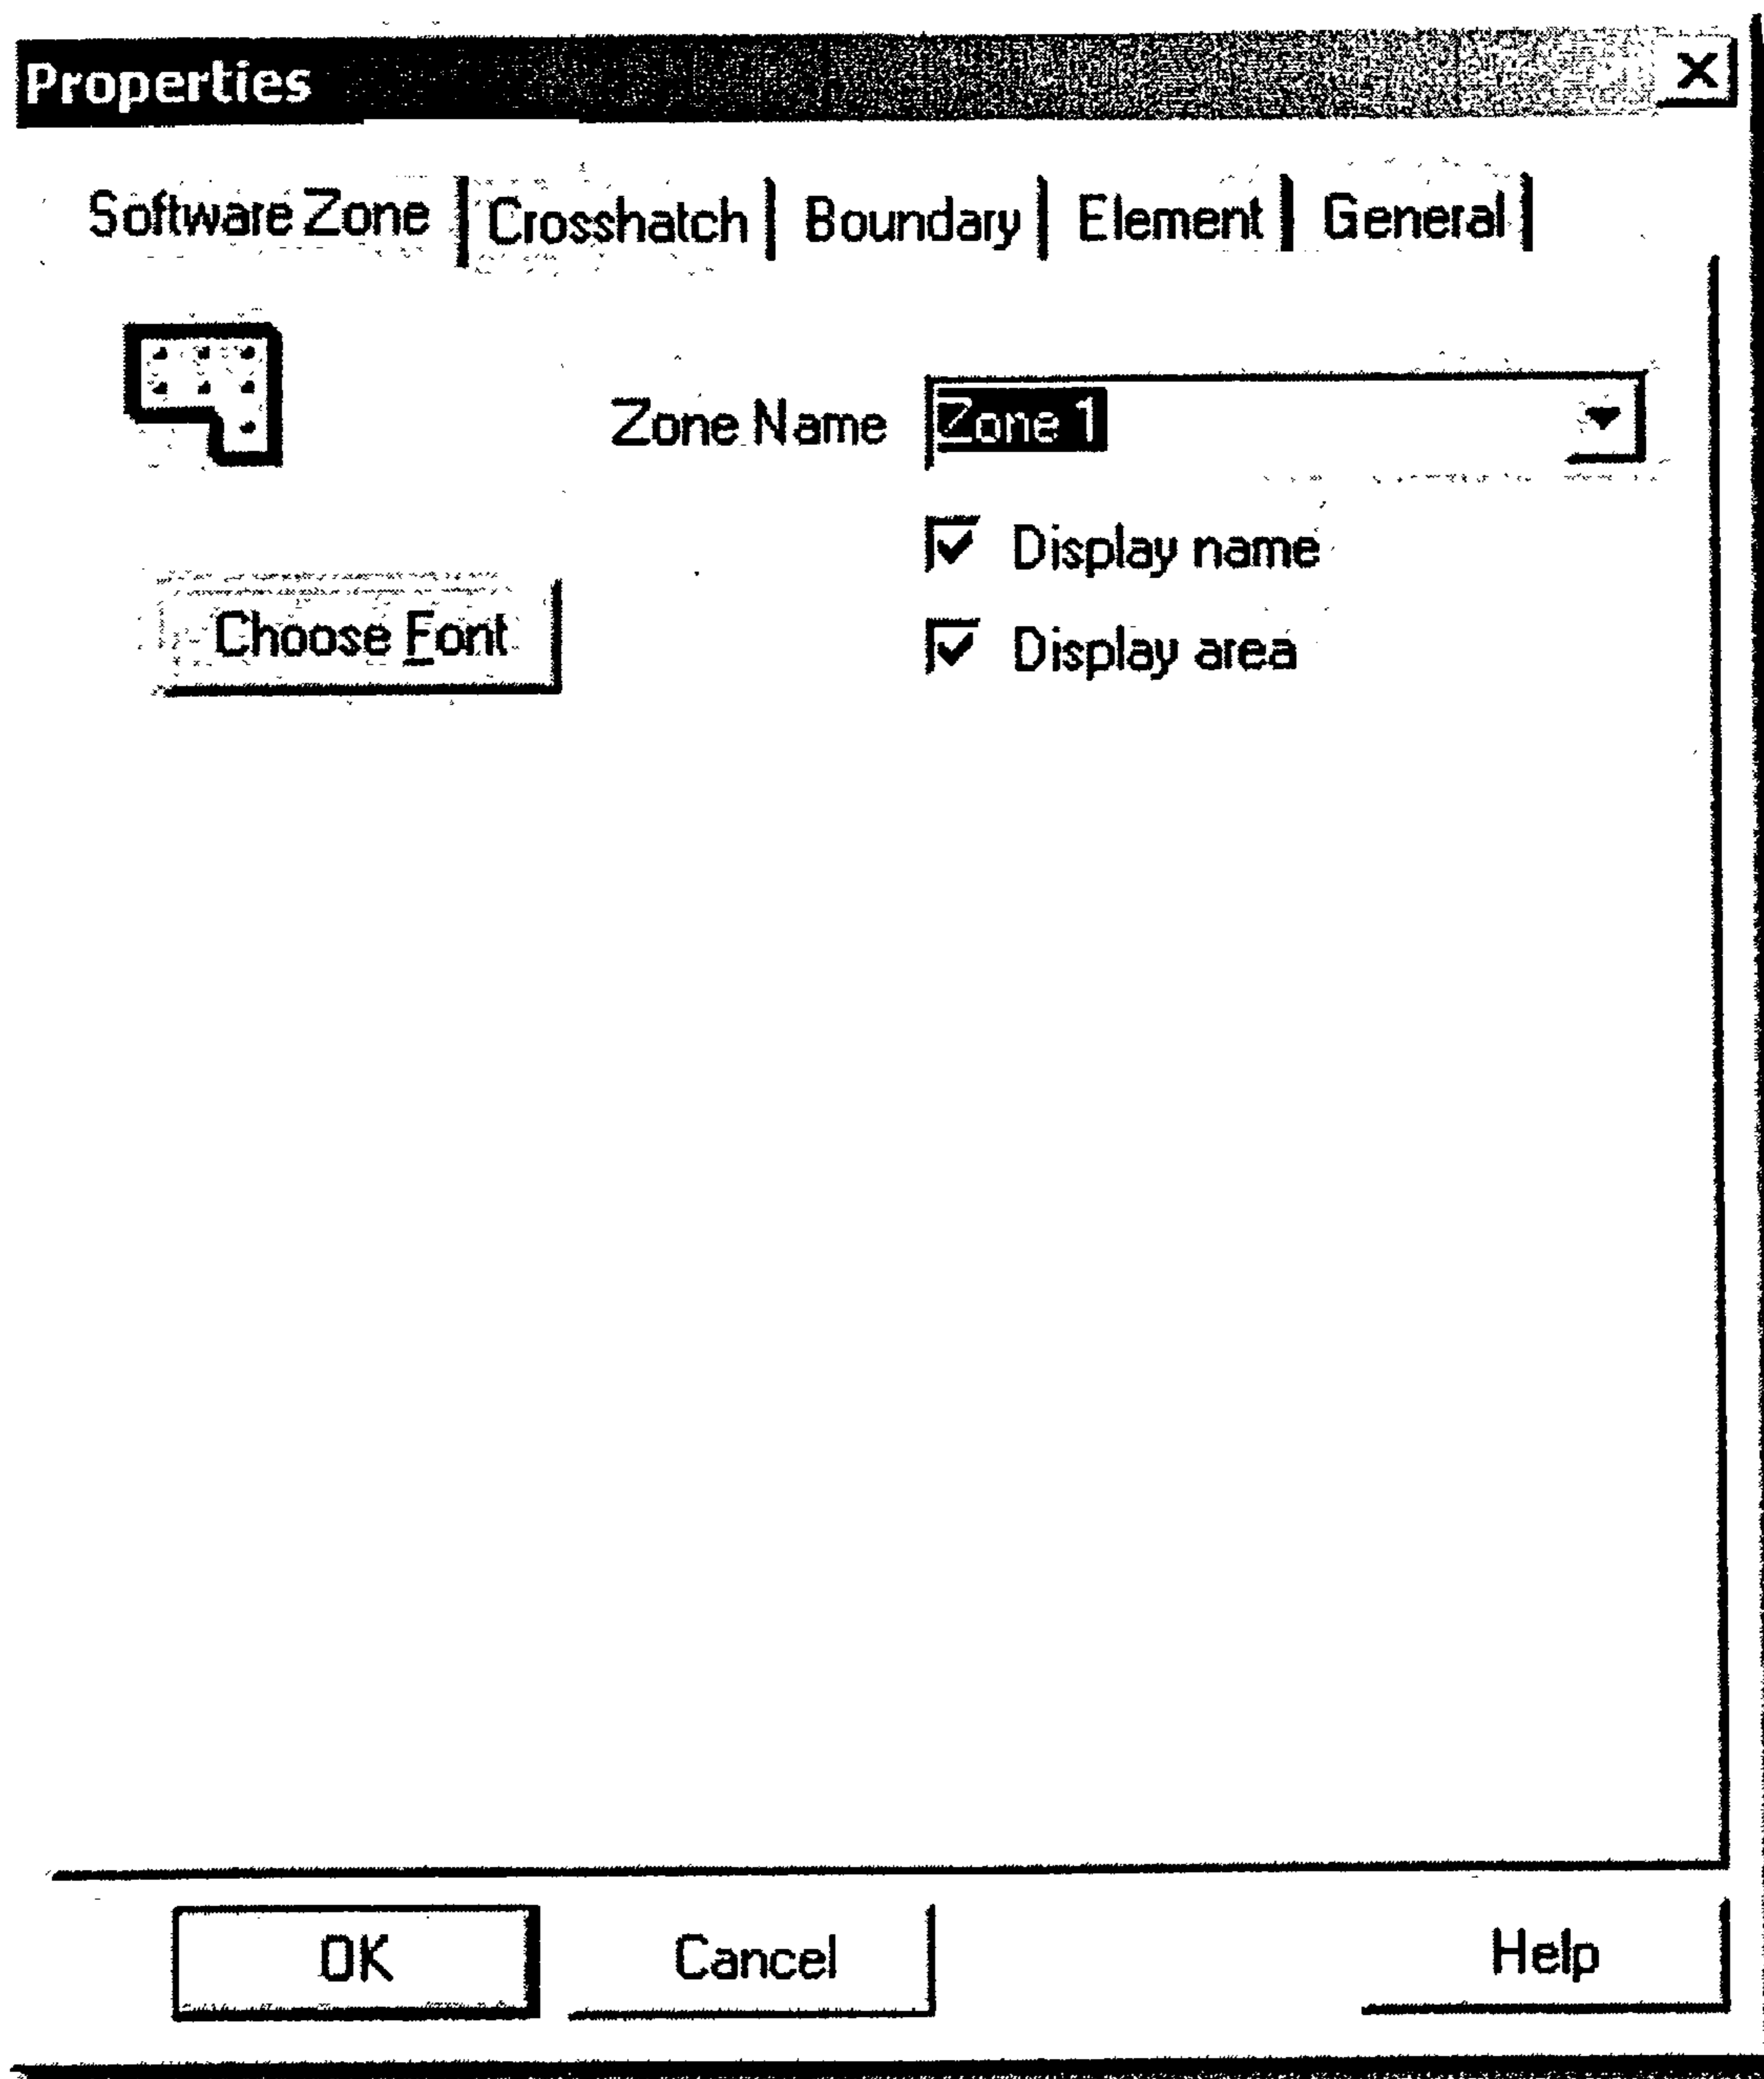 Properties
Software Zone Crosshatch Boundary Element General
Zone Name Zone 1
Display name
Choose Font
Display area
OK Cancel Help